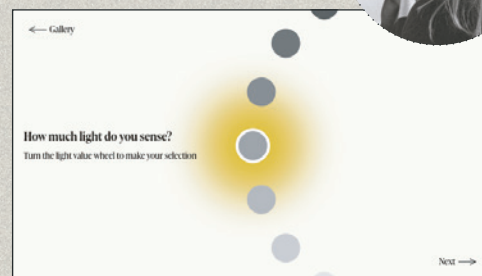 ← Gallery
How much light do you sense?
Turn the light value wheel to make your selection
Next →